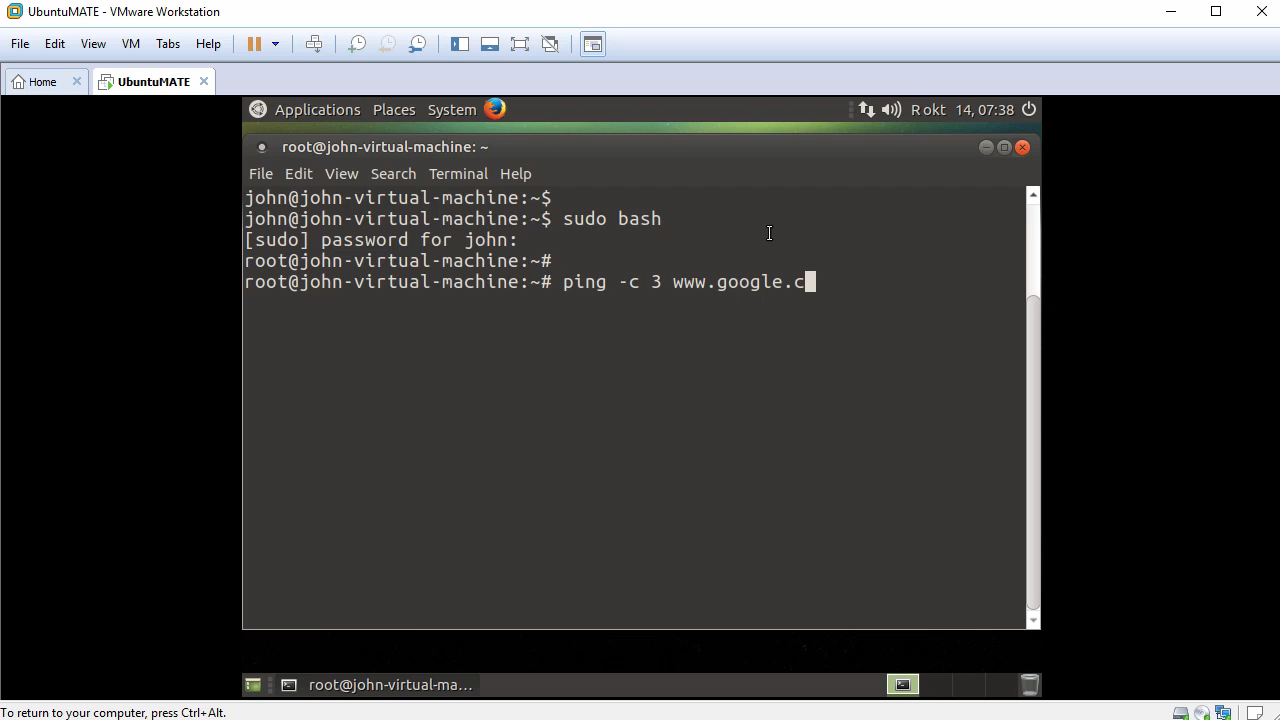 UbuntuMATE - VMware Workstation
File Edit View VM Tabs Help
Home UbuntuMATE
Applications Places System R okt 14, 07:38
root@john-virtual-machine: ~
File Edit View Search Terminal Help
john@john-virtual-machine:~$
john@john-virtual-machine:~$ sudo bash
[sudo] password for john:
root@john-virtual-machine:~#
root@john-virtual-machine:~# ping -c 3 www.google.c
root@john-virtual-ma...
To return to your computer, press Ctrl+Alt.